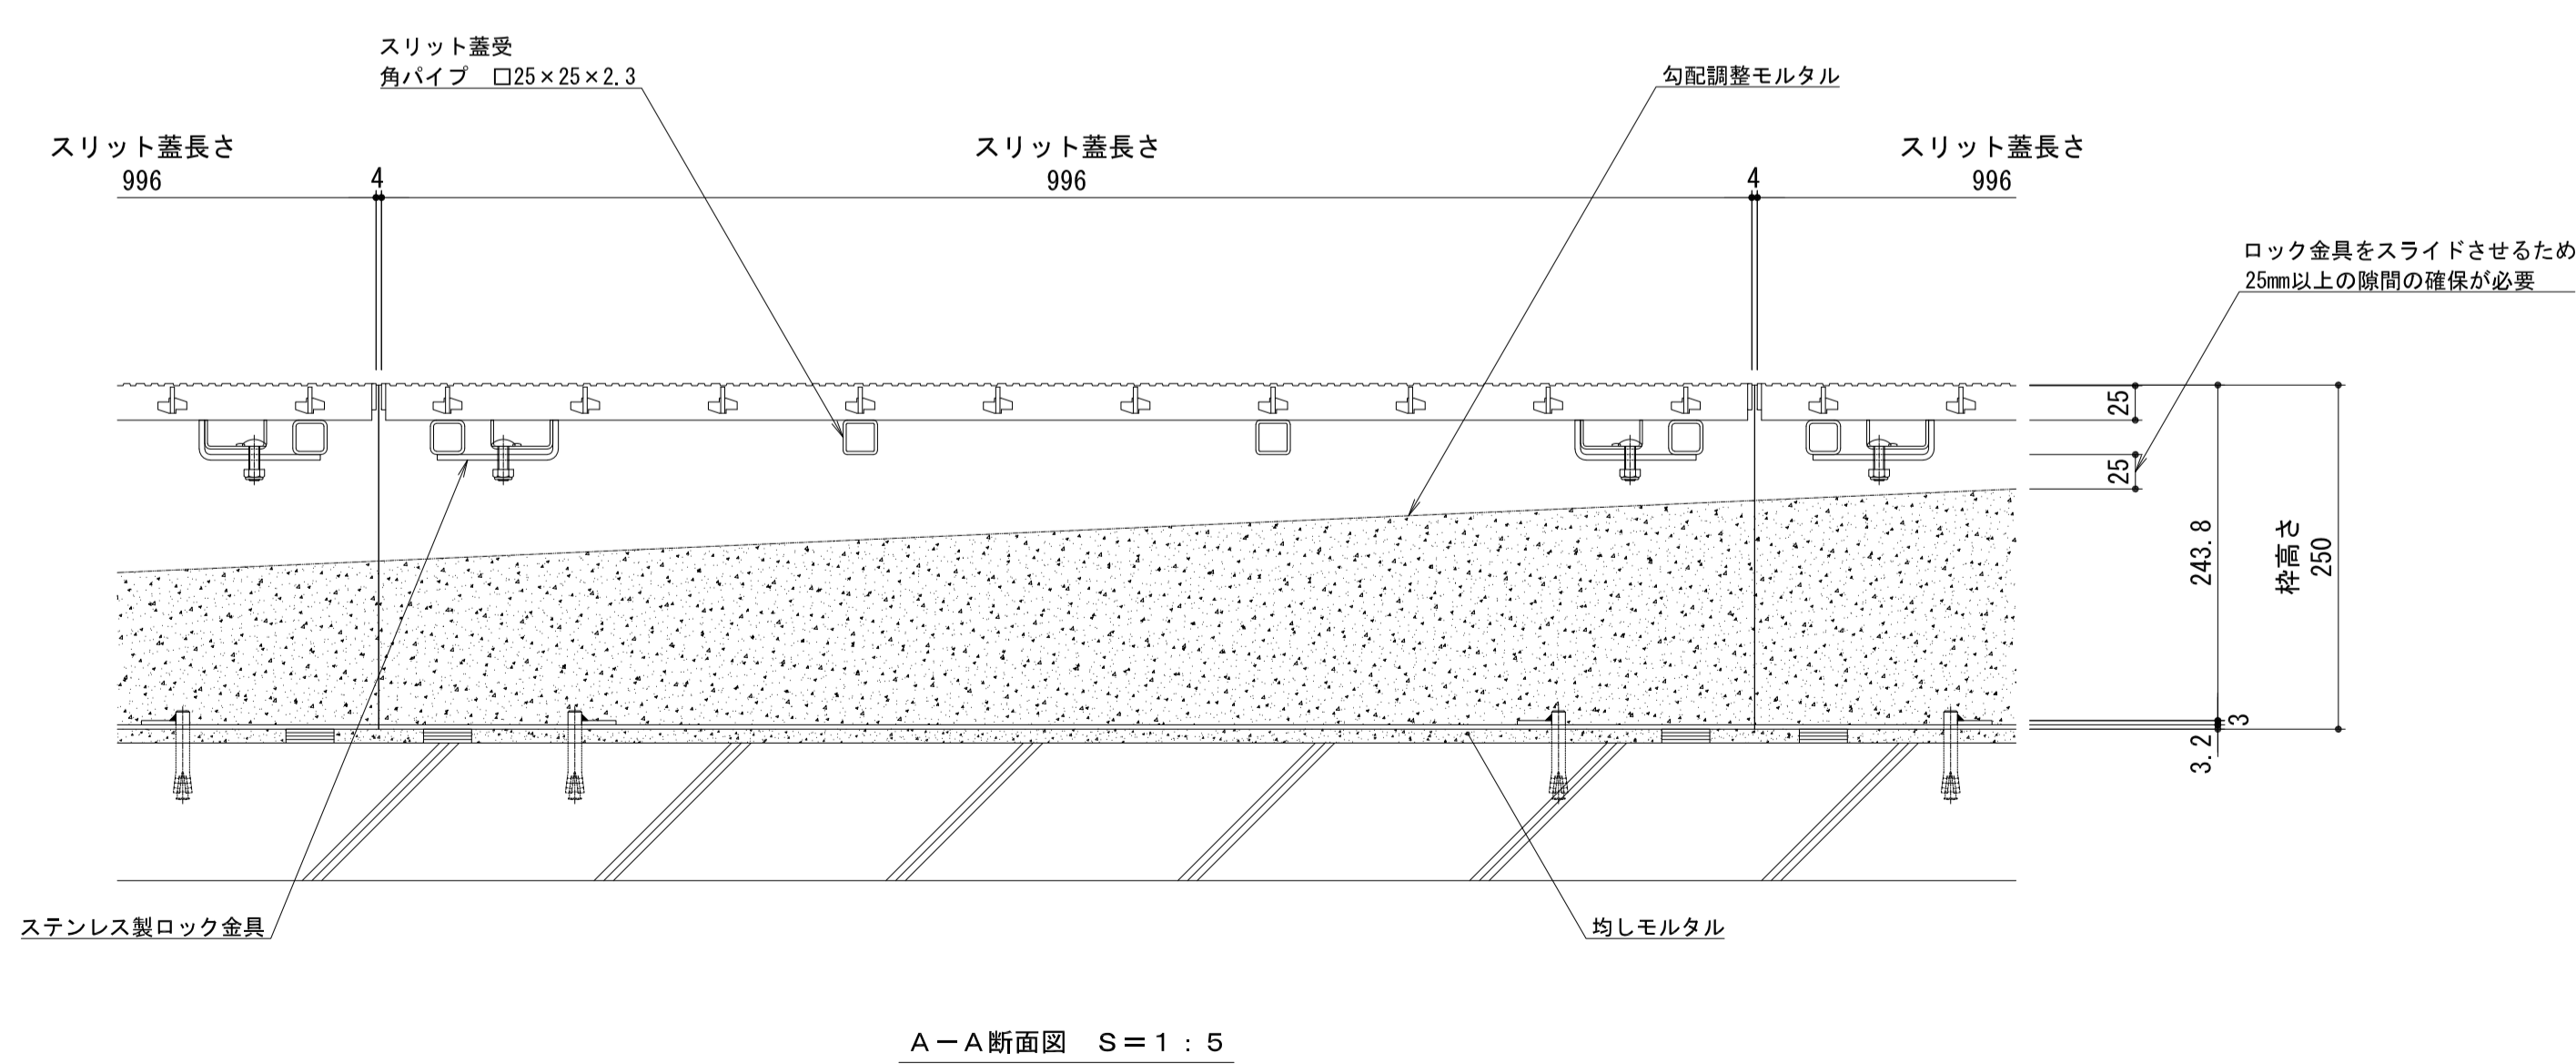 スリット蓋受
角パイプ　□25×25×2.3
勾配調整モルタル
スリット蓋長さ
996
4
スリット蓋長さ
996
4
スリット蓋長さ
996
ロック金具をスライドさせるため
25mm以上の隙間の確保が必要
25
25
243.8
枠高さ
250
3
3.2
ステンレス製ロック金具
均しモルタル
A－A断面図　S＝1：5